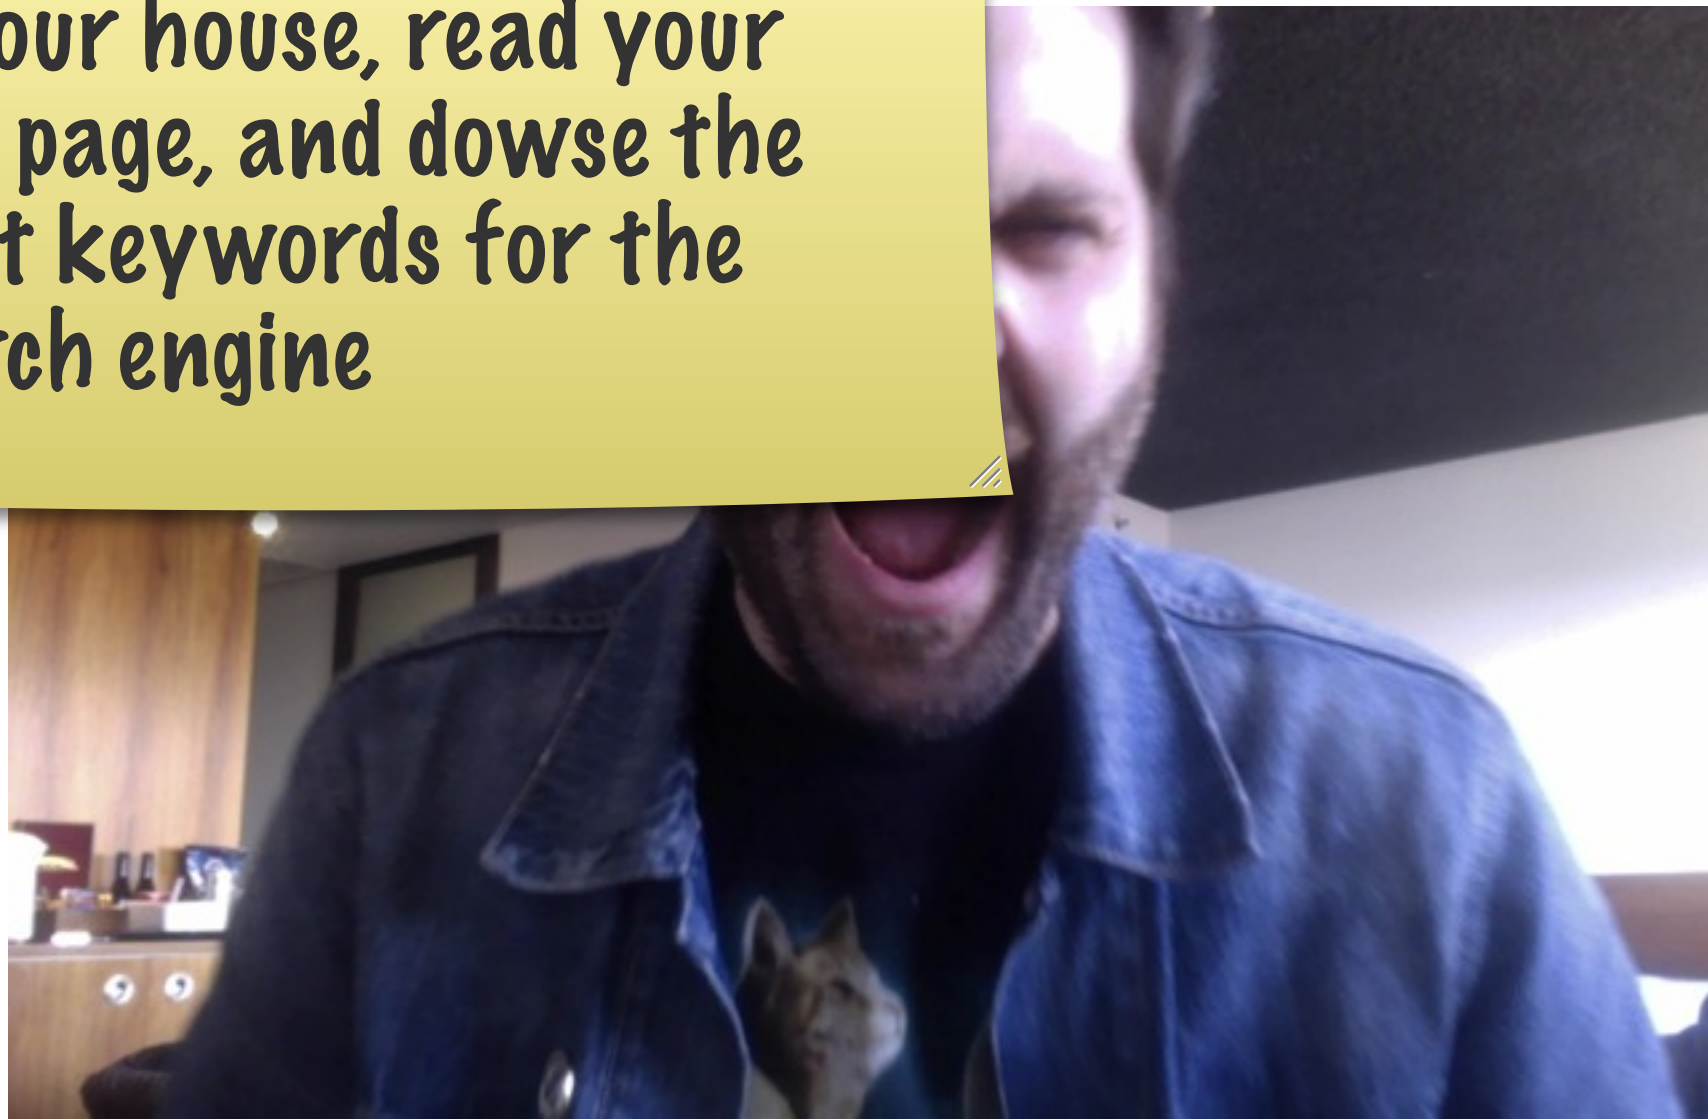 our house, read your
page, and dowse the
t keywords for the
rch engine